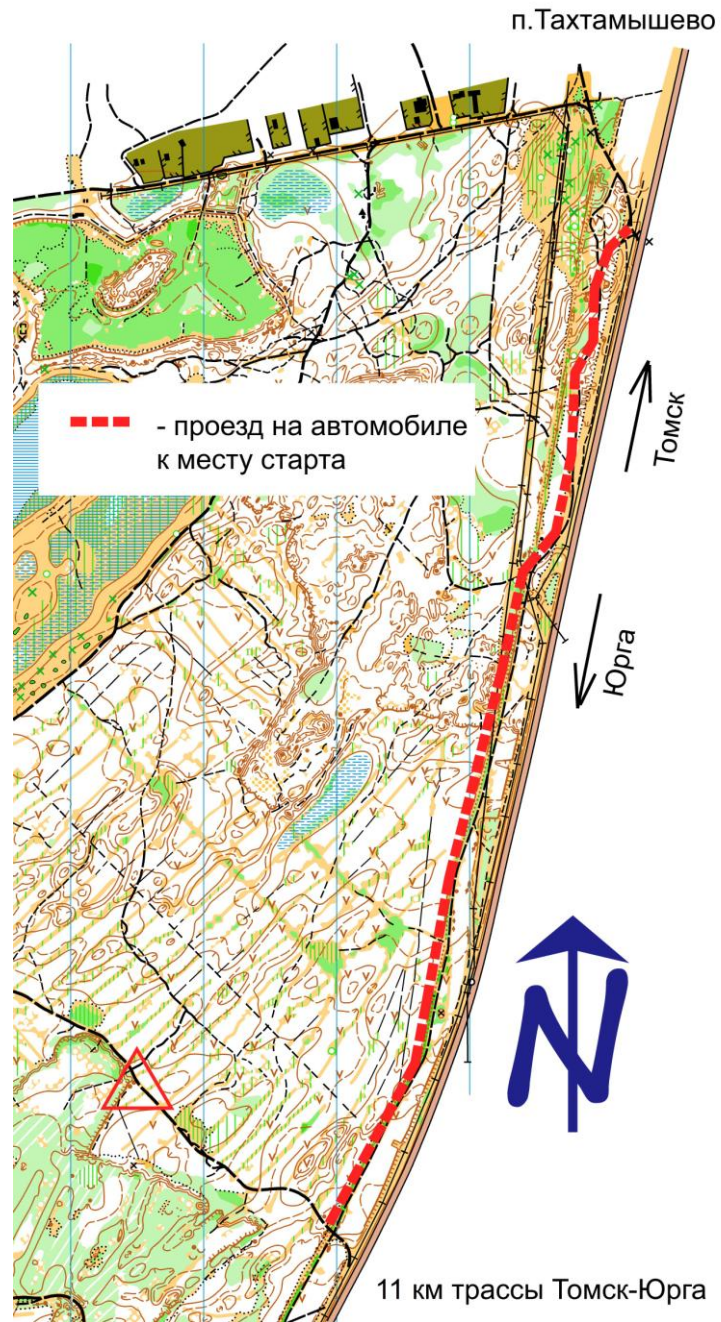 п.Тахтамышево
- проезд на автомобиле
к месту старта
Томск
Юрга
N
11 км трассы Томск-Юрга